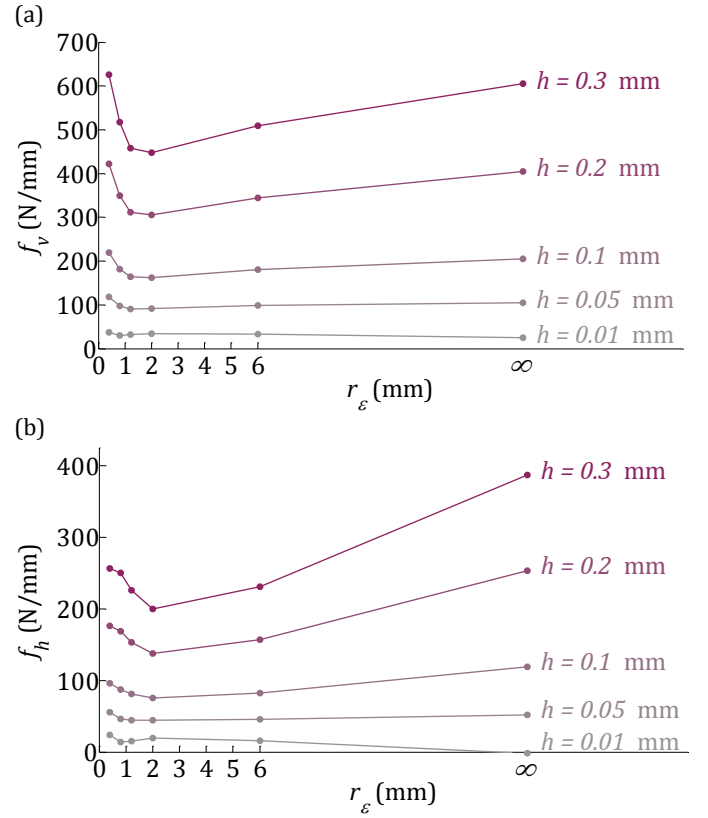 (a)
700
600
500
400
300
200
100
0
f_v (N/mm)
h = 0.3 mm
h = 0.2 mm
h = 0.1 mm
h = 0.05 mm
h = 0.01 mm
0 1 2 3 4 5 6 ∞
r_ε (mm)
(b)
400
300
200
100
0
f_h (N/mm)
h = 0.3 mm
h = 0.2 mm
h = 0.1 mm
h = 0.05 mm
h = 0.01 mm
0 1 2 3 4 5 6 ∞
r_ε (mm)